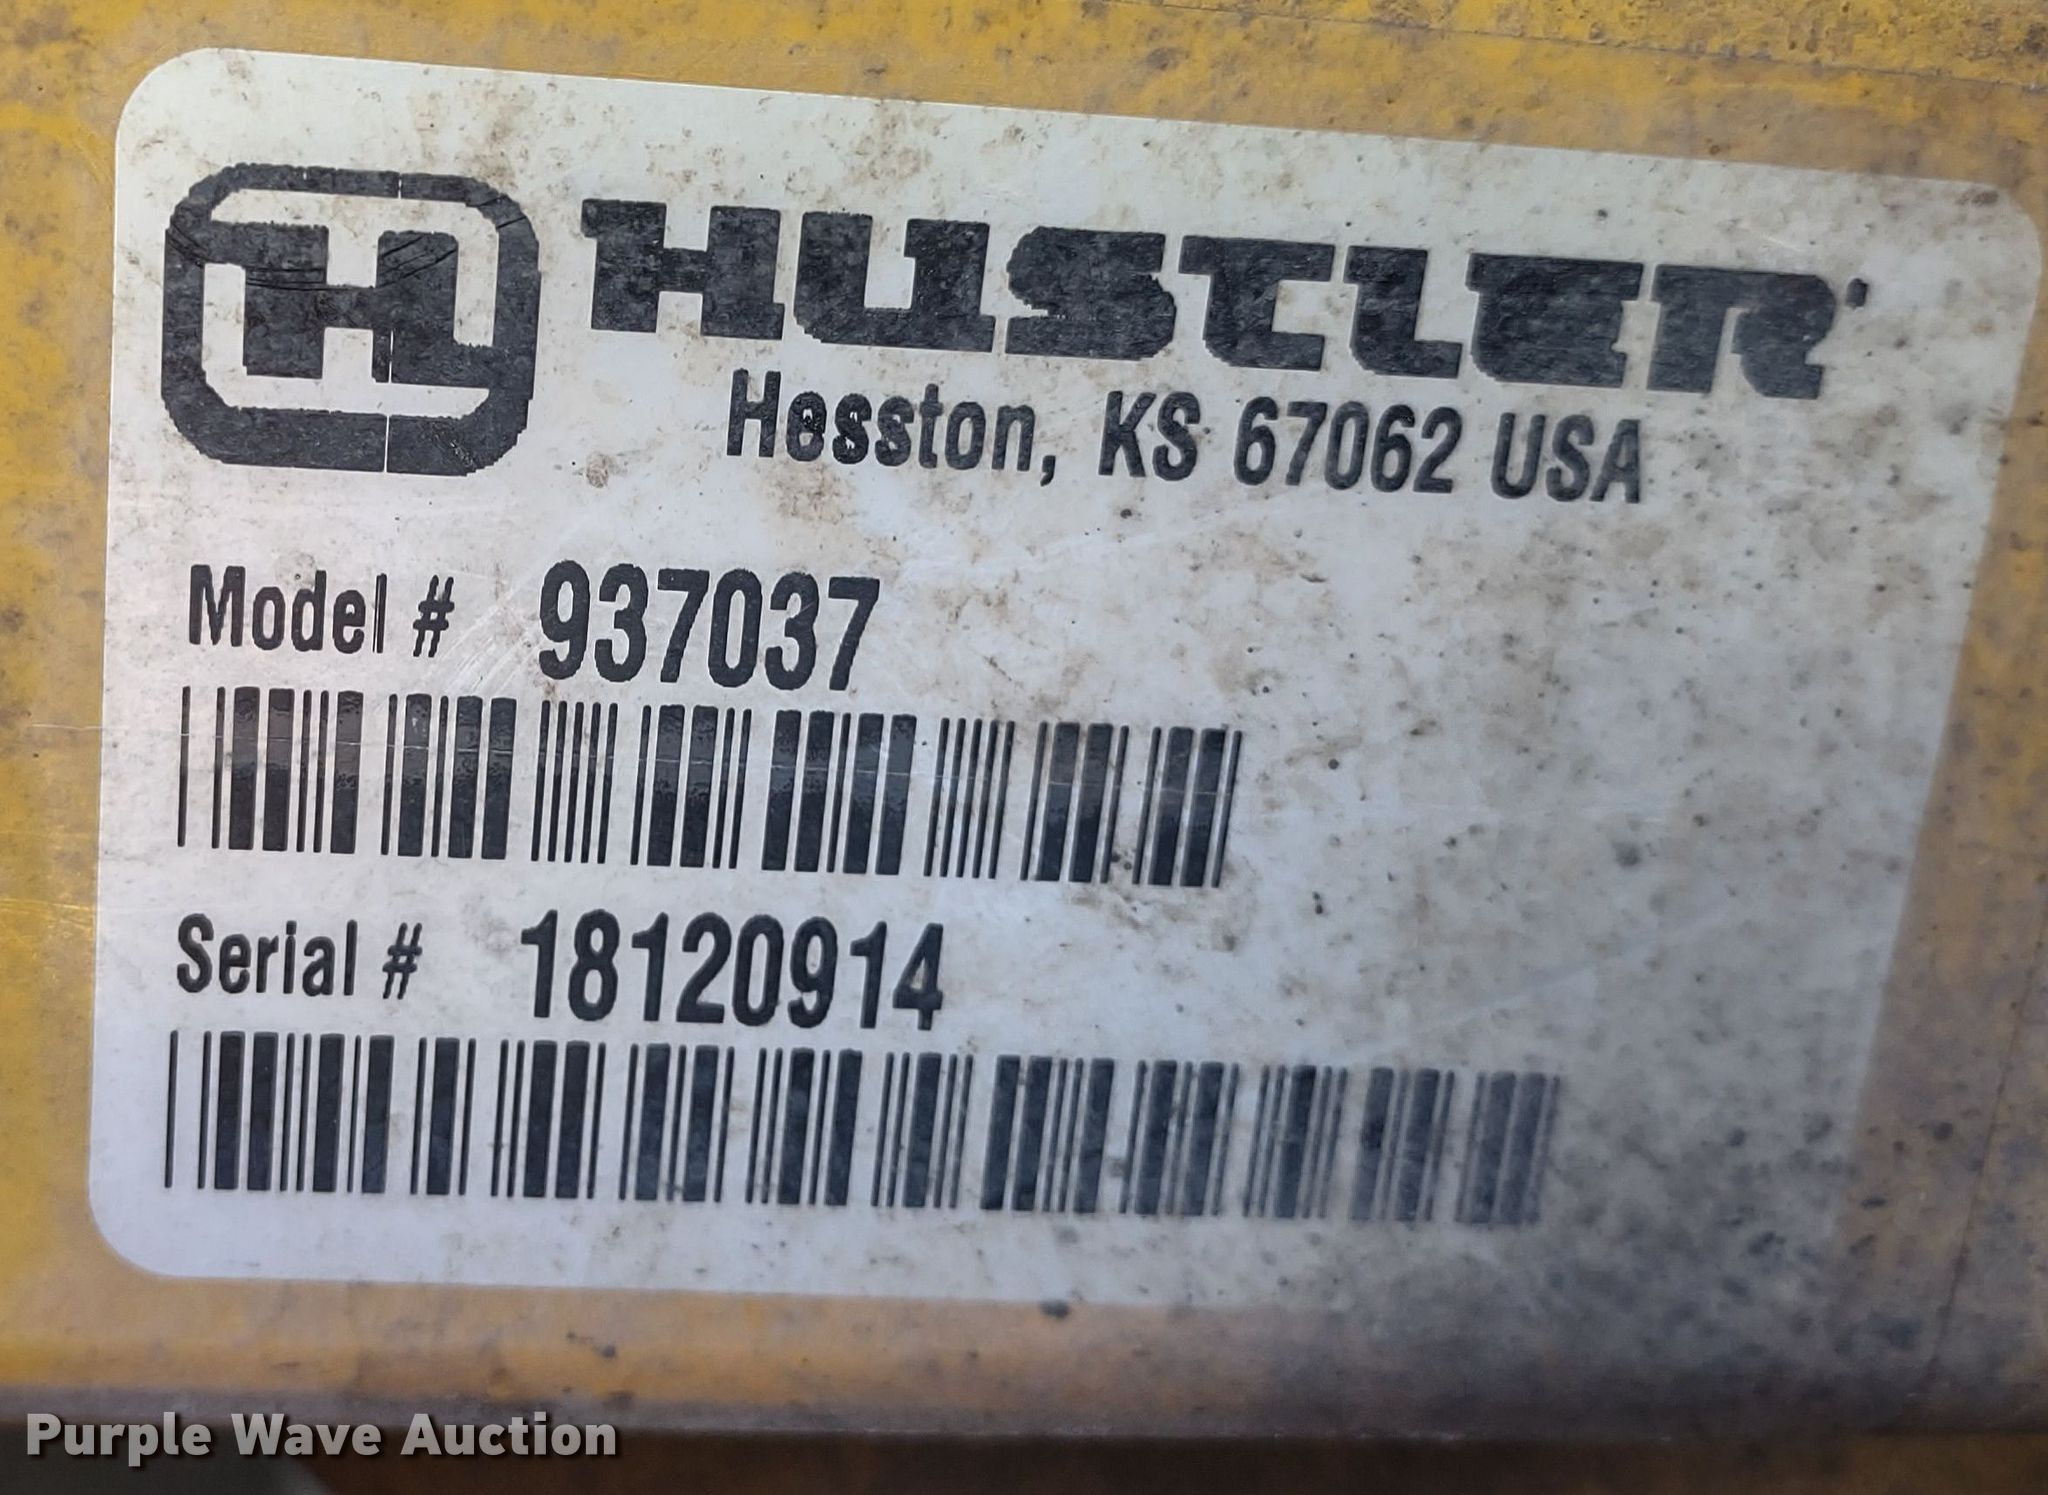 H HUSTLER
Hesston, KS 67062 USA
Model # 937037
Serial # 18120914
Purple Wave Auction